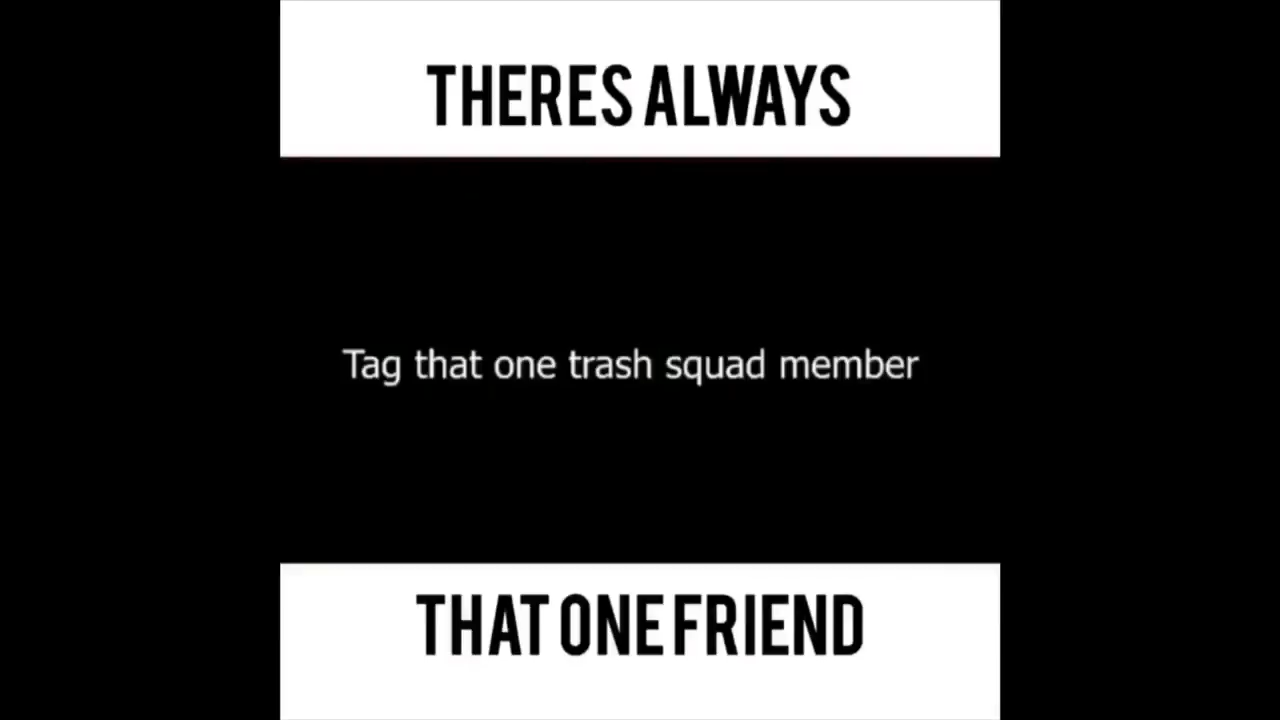 THERES ALWAYS
Tag that one trash squad member
THAT ONE FRIEND